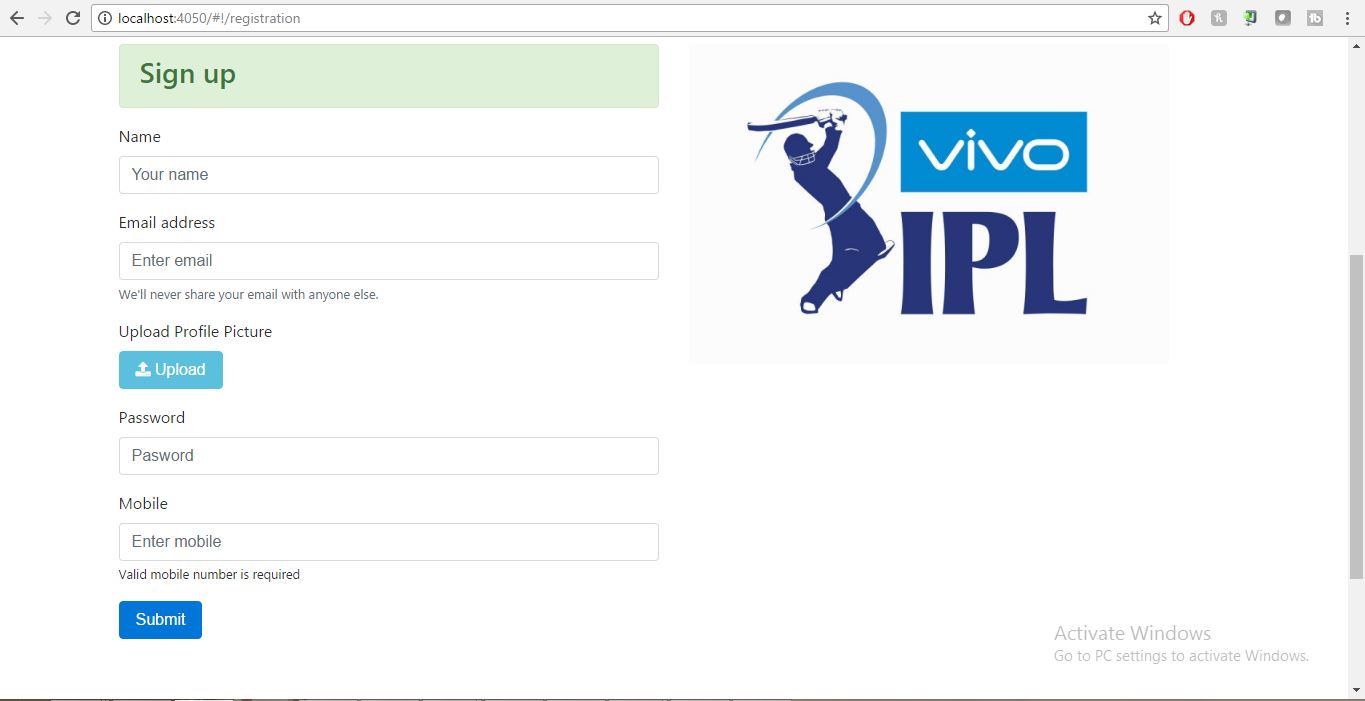 localhost:4050/#!/registration
Sign up
Name
Your name
Email address
Enter email
We'll never share your email with anyone else.
Upload Profile Picture
Upload
Password
Pasword
Mobile
Enter mobile
Valid mobile number is required
Submit
vivo
IPL
Activate Windows
Go to PC settings to activate Windows.